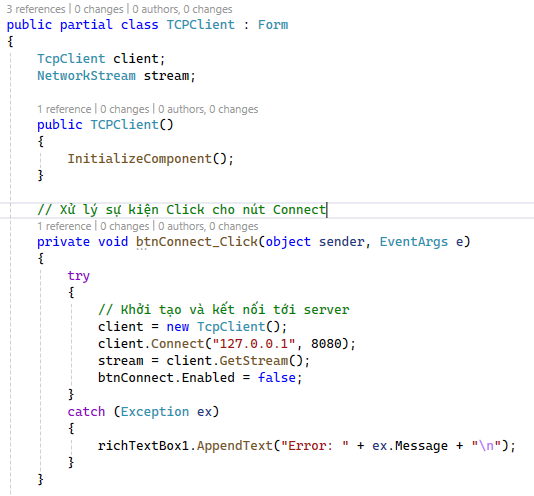 3 references | 0 changes | 0 authors, 0 changes
public partial class TCPClient : Form
{
TcpClient client;
NetworkStream stream;
1 reference | 0 changes | 0 authors, 0 changes
public TCPClient()
{
InitializeComponent();
}
// Xử lý sự kiện Click cho nút Connect
1 reference | 0 changes | 0 authors, 0 changes
private void btnConnect_Click(object sender, EventArgs e)
{
try
{
// Khởi tạo và kết nối tới server
client = new TcpClient();
client.Connect("127.0.0.1", 8080);
stream = client.GetStream();
btnConnect.Enabled = false;
}
catch (Exception ex)
{
richTextBox1.AppendText("Error: " + ex.Message + "\n");
}
}